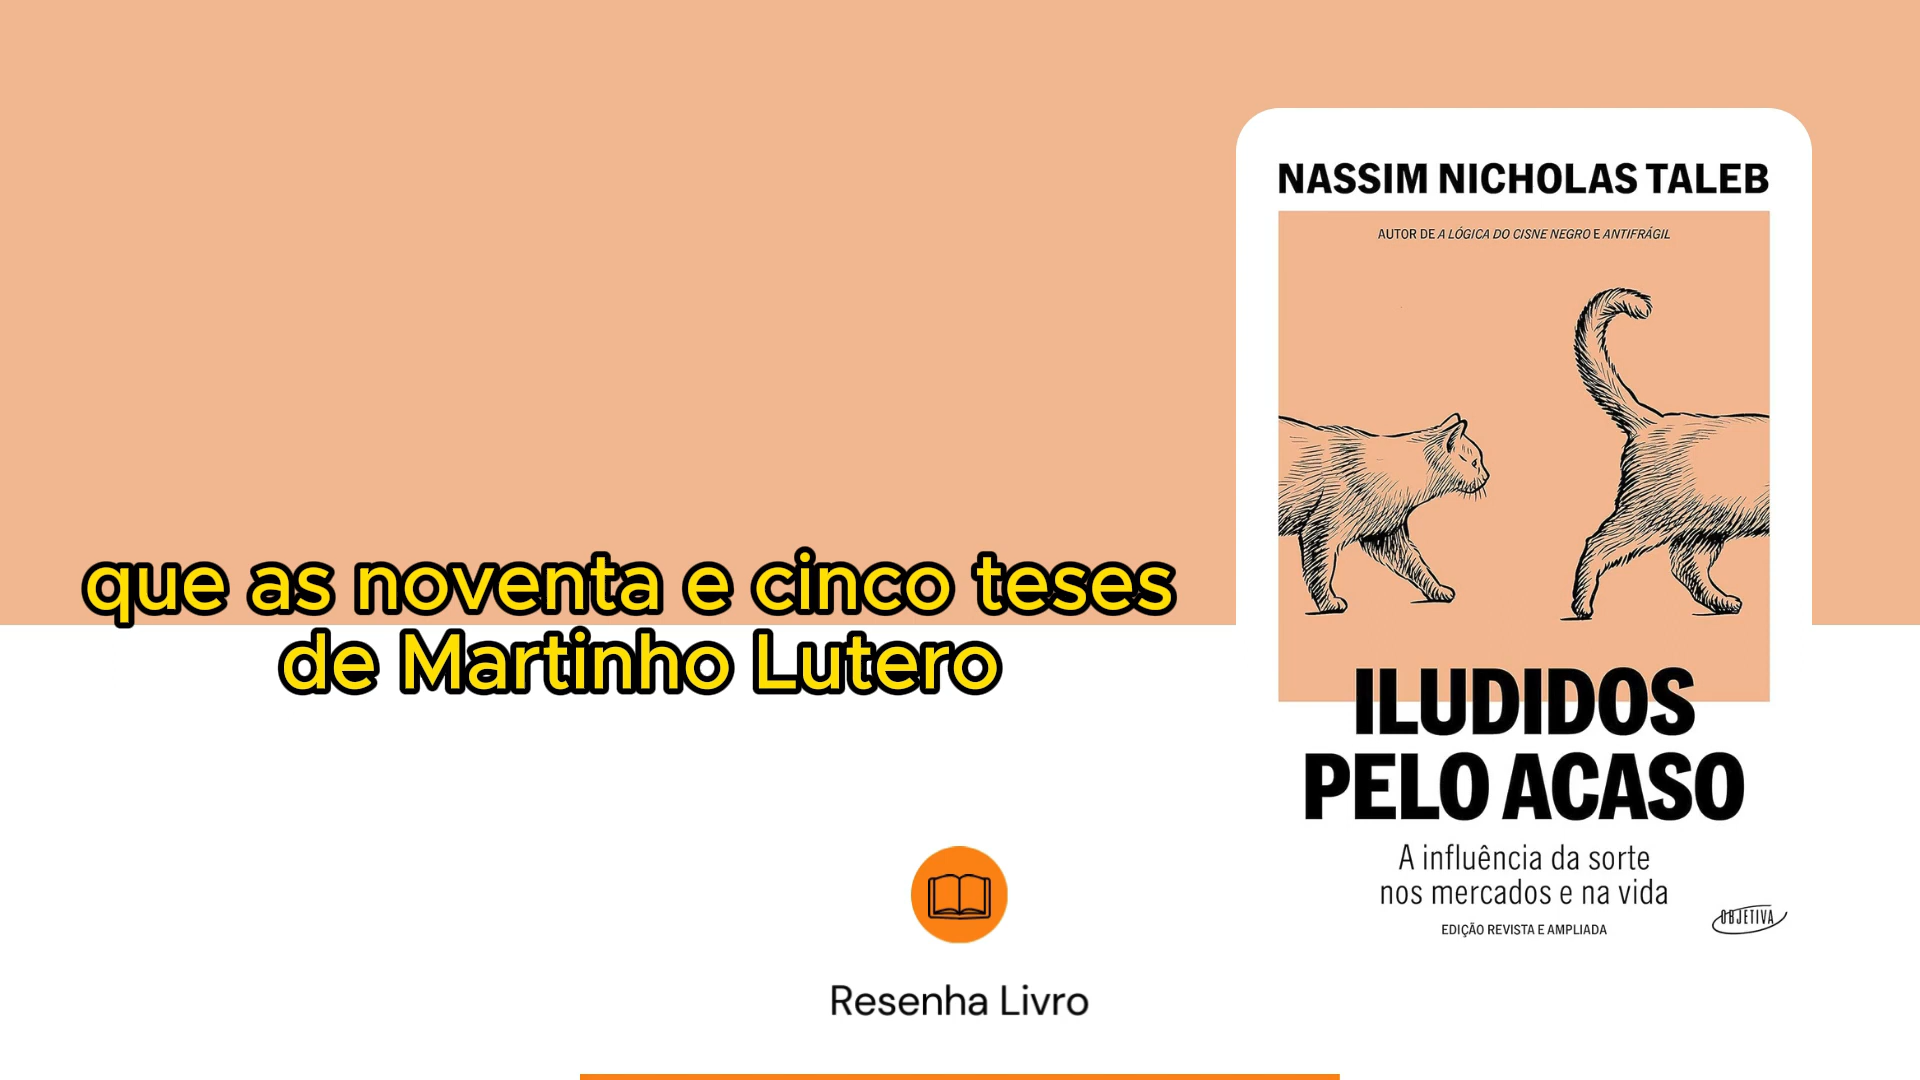 que as noventa e cinco teses
de Martinho Lutero
NASSIM NICHOLAS TALEB
AUTOR DE A LÓGICA DO CISNE NEGRO E ANTIFRÁGIL
ILUDIDOS
PELO ACASO
A influência da sorte
nos mercados e na vida
EDIÇÃO REVISTA E AMPLIADA
OBJETIVA
Resenha Livro